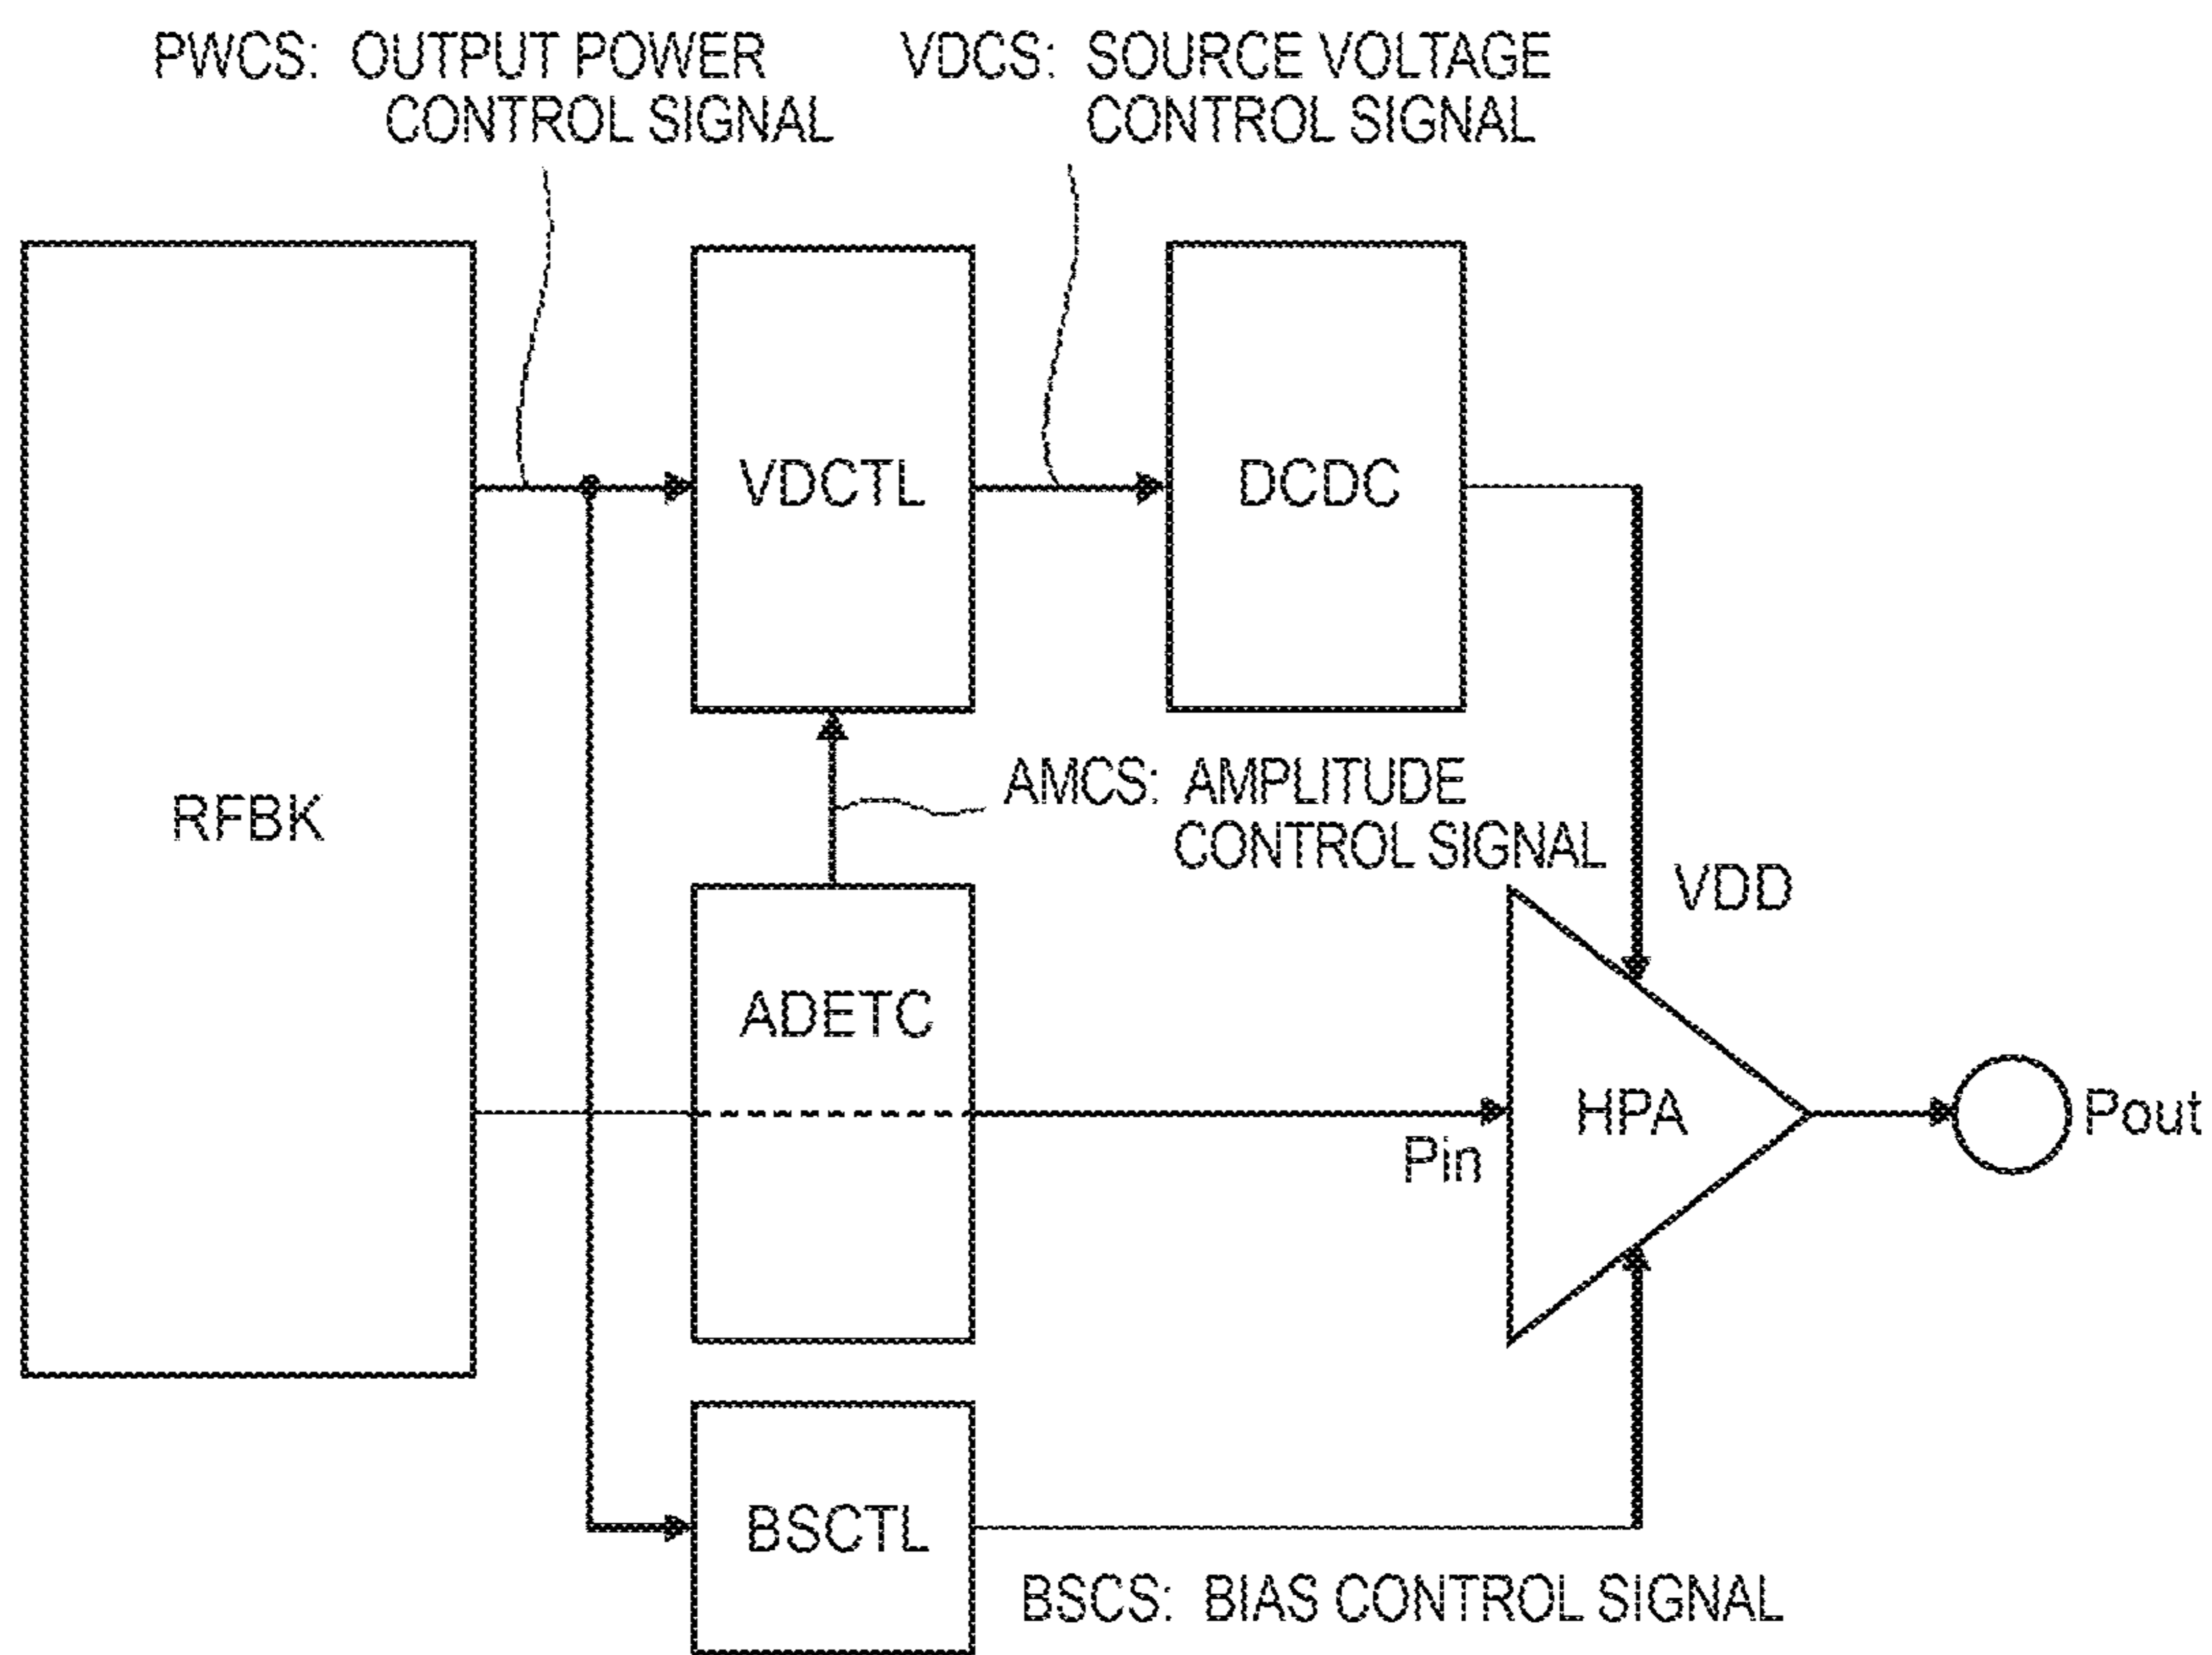 PWCS: OUTPUT POWER
CONTROL SIGNAL
VDCS: SOURCE VOLTAGE
CONTROL SIGNAL
VDCTL
DCDC
RFBK
AMCS: AMPLITUDE
CONTROL SIGNAL
VDD
ADETC
HPA
Pout
Pin
BSCTL
BSCS: BIAS CONTROL SIGNAL